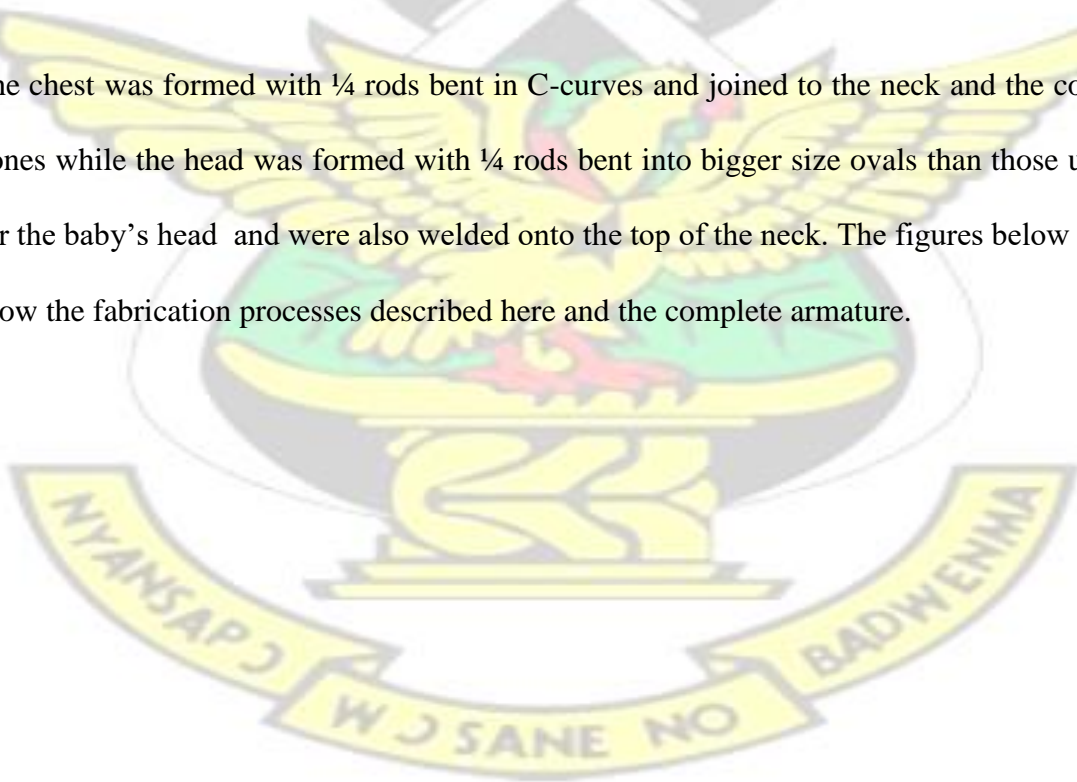 ne chest was formed with ¼ rods bent in C-curves and joined to the neck and the co
ones while the head was formed with ¼ rods bent into bigger size ovals than those u
r the baby’s head and were also welded onto the top of the neck. The figures below
ow the fabrication processes described here and the complete armature.
NYANSAPƆ
WƆ SANE NO
BADWENMA